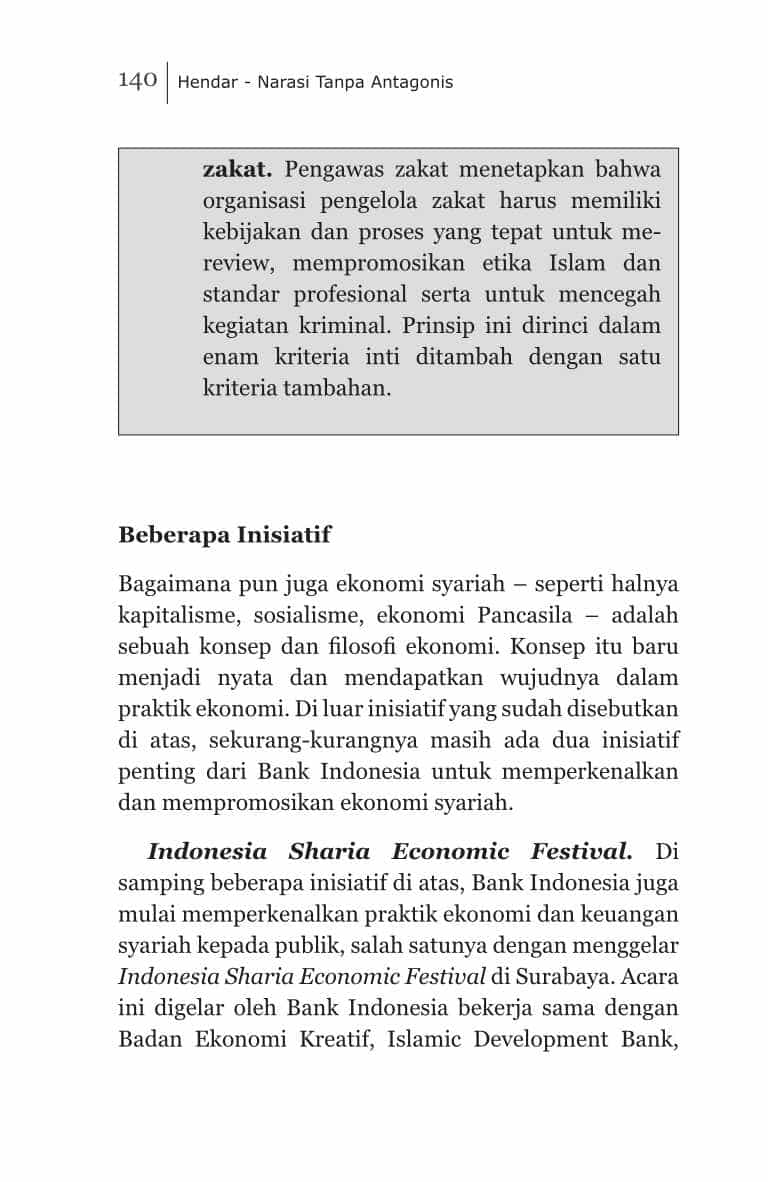 140 Hendar - Narasi Tanpa Antagonis
zakat. Pengawas zakat menetapkan bahwa
organisasi pengelola zakat harus memiliki
kebijakan dan proses yang tepat untuk me-
review, mempromosikan etika Islam dan
standar profesional serta untuk mencegah
kegiatan kriminal. Prinsip ini dirinci dalam
enam kriteria inti ditambah dengan satu
kriteria tambahan.
Beberapa Inisiatif
Bagaimana pun juga ekonomi syariah – seperti halnya
kapitalisme, sosialisme, ekonomi Pancasila – adalah
sebuah konsep dan filosofi ekonomi. Konsep itu baru
menjadi nyata dan mendapatkan wujudnya dalam
praktik ekonomi. Di luar inisiatif yang sudah disebutkan
di atas, sekurang-kurangnya masih ada dua inisiatif
penting dari Bank Indonesia untuk memperkenalkan
dan mempromosikan ekonomi syariah.
Indonesia Sharia Economic Festival. Di
samping beberapa inisiatif di atas, Bank Indonesia juga
mulai memperkenalkan praktik ekonomi dan keuangan
syariah kepada publik, salah satunya dengan menggelar
Indonesia Sharia Economic Festival di Surabaya. Acara
ini digelar oleh Bank Indonesia bekerja sama dengan
Badan Ekonomi Kreatif, Islamic Development Bank,